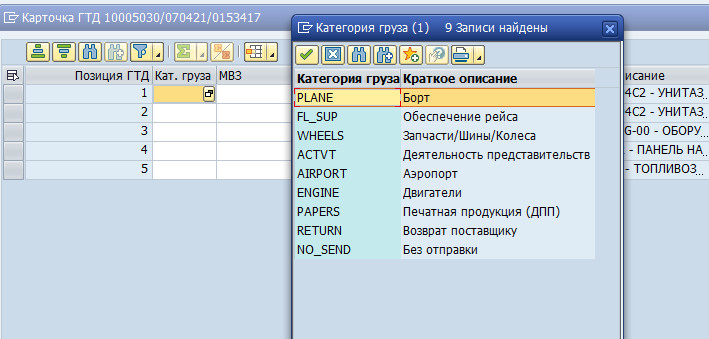 Карточка ГТД 10005030/070421/0153417
Позиция ГТД Кат. груза МВЗ
1
2
3
4
5
Категория груза (1) 9 Записи найдены
Категория груза Краткое описание
PLANE Борт
FL_SUP Обеспечение рейса
WHEELS Запчасти/Шины/Колеса
ACTVT Деятельность представительств
AIRPORT Аэропорт
ENGINE Двигатели
PAPERS Печатная продукция (ДПП)
RETURN Возврат поставщику
NO_SEND Без отправки
исание
4C2 - УНИТАЗ
4C2 - УНИТАЗ
G-00 - ОБОРУ
- ПАНЕЛЬ НА
- ТОПЛИВОЗ